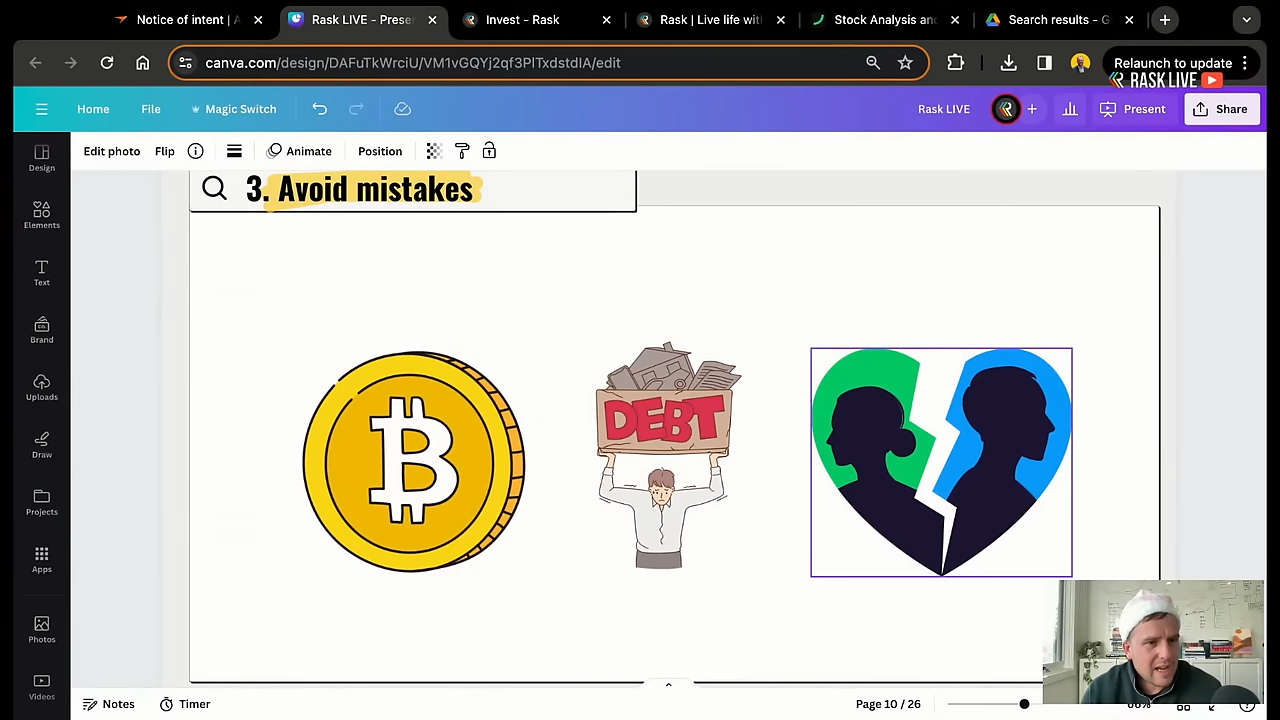 Notice of intent | A
Rask LIVE - Prese
Invest - Rask
Rask | Live life wit
Stock Analysis an
Search results - G
canva.com/design/DAFuTkWrciU/VM1vGQYj2qf3PlTxdstdIA/edit
Relaunch to update
RASK LIVE
Home
File
Magic Switch
Rask LIVE
Present
Share
Edit photo
Flip
Animate
Position
Design
Elements
Text
Brand
Uploads
Draw
Projects
Apps
Photos
Videos
3. Avoid mistakes
DEBT
Notes
Timer
Page 10 / 26